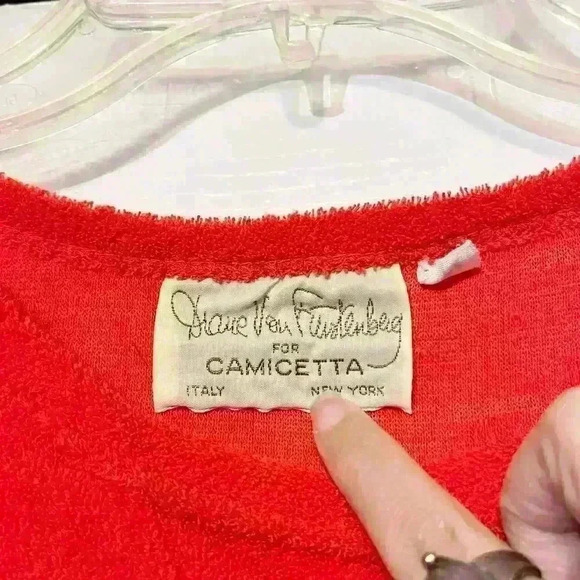 Diane Von Furstenberg
FOR
CAMICETTA
ITALY NEW YORK